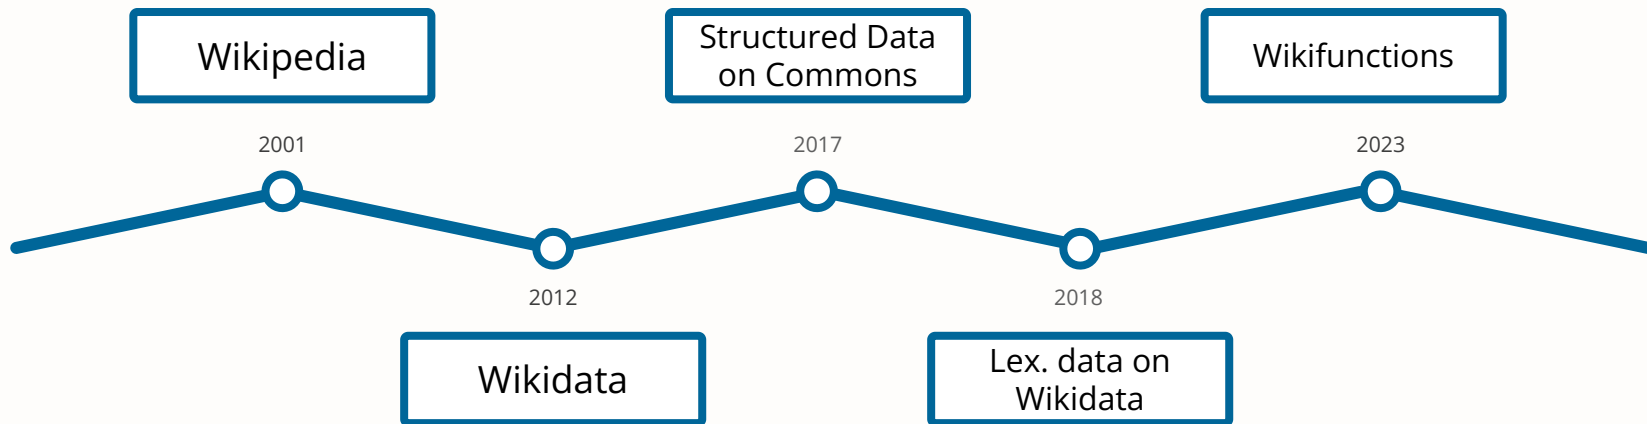 Wikipedia
Structured Data
on Commons
Wikifunctions
2001
2017
2023
2012
2018
Wikidata
Lex. data on
Wikidata